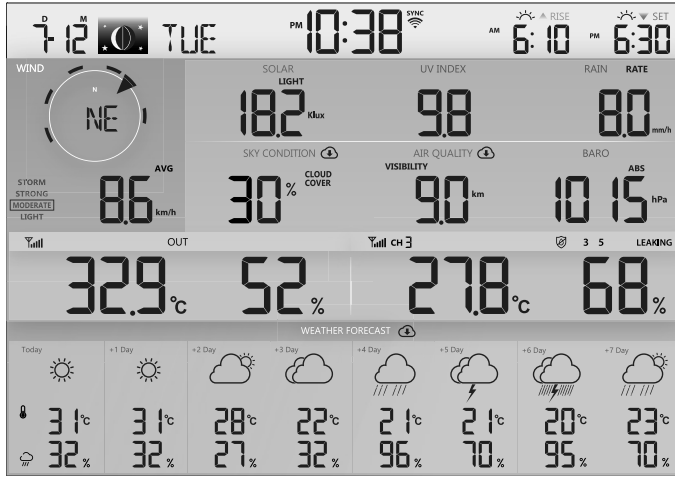 D M
7-12 TUE PM 10:38 SYNC AM RISE 6:10 PM SET 6:30
WIND
N
NE
STORM
STRONG
MODERATE
LIGHT
AVG
8.6 km/h
SOLAR
LIGHT
18.2 Klux
UV INDEX
9.8
RAIN RATE
8.0 mm/h
SKY CONDITION
30 % CLOUD COVER
AIR QUALITY
VISIBILITY
9.0 km
BARO
ABS
1015 hPa
OUT
32.9 °C 52 %
CH 3 3 5 LEAKING
27.8 °C 68 %
WEATHER FORECAST
Today +1 Day +2 Day +3 Day +4 Day +5 Day +6 Day +7 Day
31°C 31°C 28°C 22°C 21°C 21°C 20°C 23°C
32% 32% 27% 32% 96% 70% 95% 70%